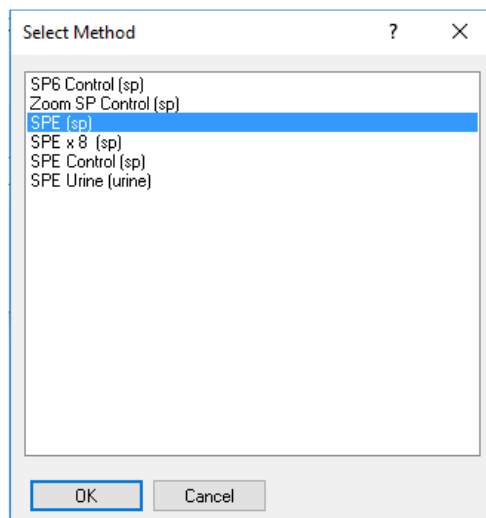 Select Method
?
SP6 Control (sp)
Zoom SP Control (sp)
SPE (sp)
SPE x 8  (sp)
SPE Control (sp)
SPE Urine (urine)
OK
Cancel